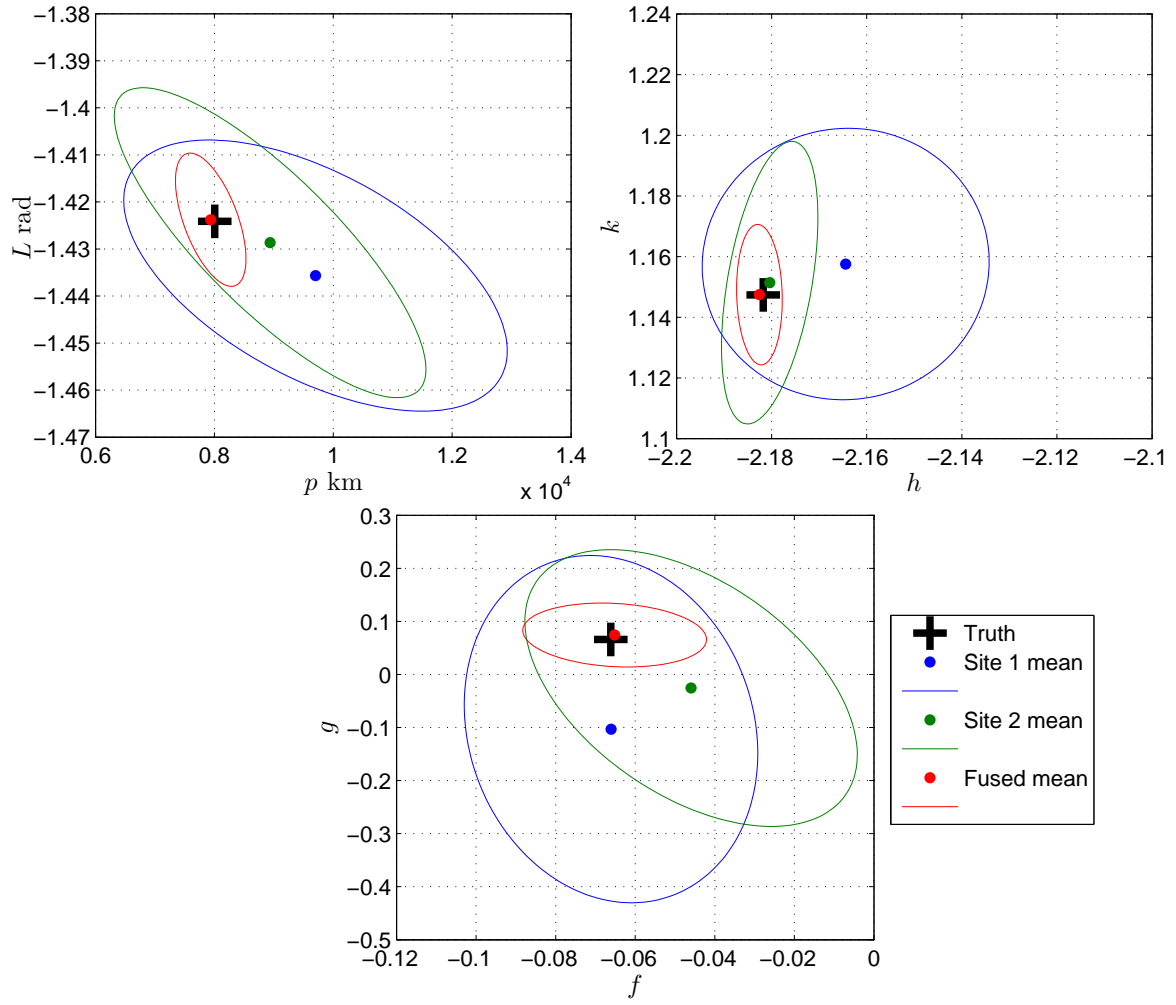 −1.38
−1.39
−1.4
−1.41
−1.42
−1.43
−1.44
−1.45
−1.46
−1.47
L rad
0.6 0.8 1 1.2 1.4
x 10^4
p km
1.24
1.22
1.2
1.18
1.16
1.14
1.12
1.1
k
−2.2 −2.18 −2.16 −2.14 −2.12 −2.1
h
0.3
0.2
0.1
0
−0.1
−0.2
−0.3
−0.4
−0.5
g
−0.12 −0.1 −0.08 −0.06 −0.04 −0.02 0
f
Truth
Site 1 mean
Site 2 mean
Fused mean